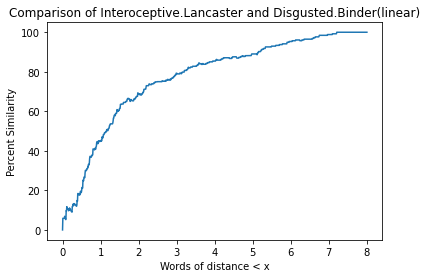 Comparison of Interoceptive.Lancaster and Disgusted.Binder(linear)
100
80
60
40
20
0
Percent Similarity
0 1 2 3 4 5 6 7 8
Words of distance < x